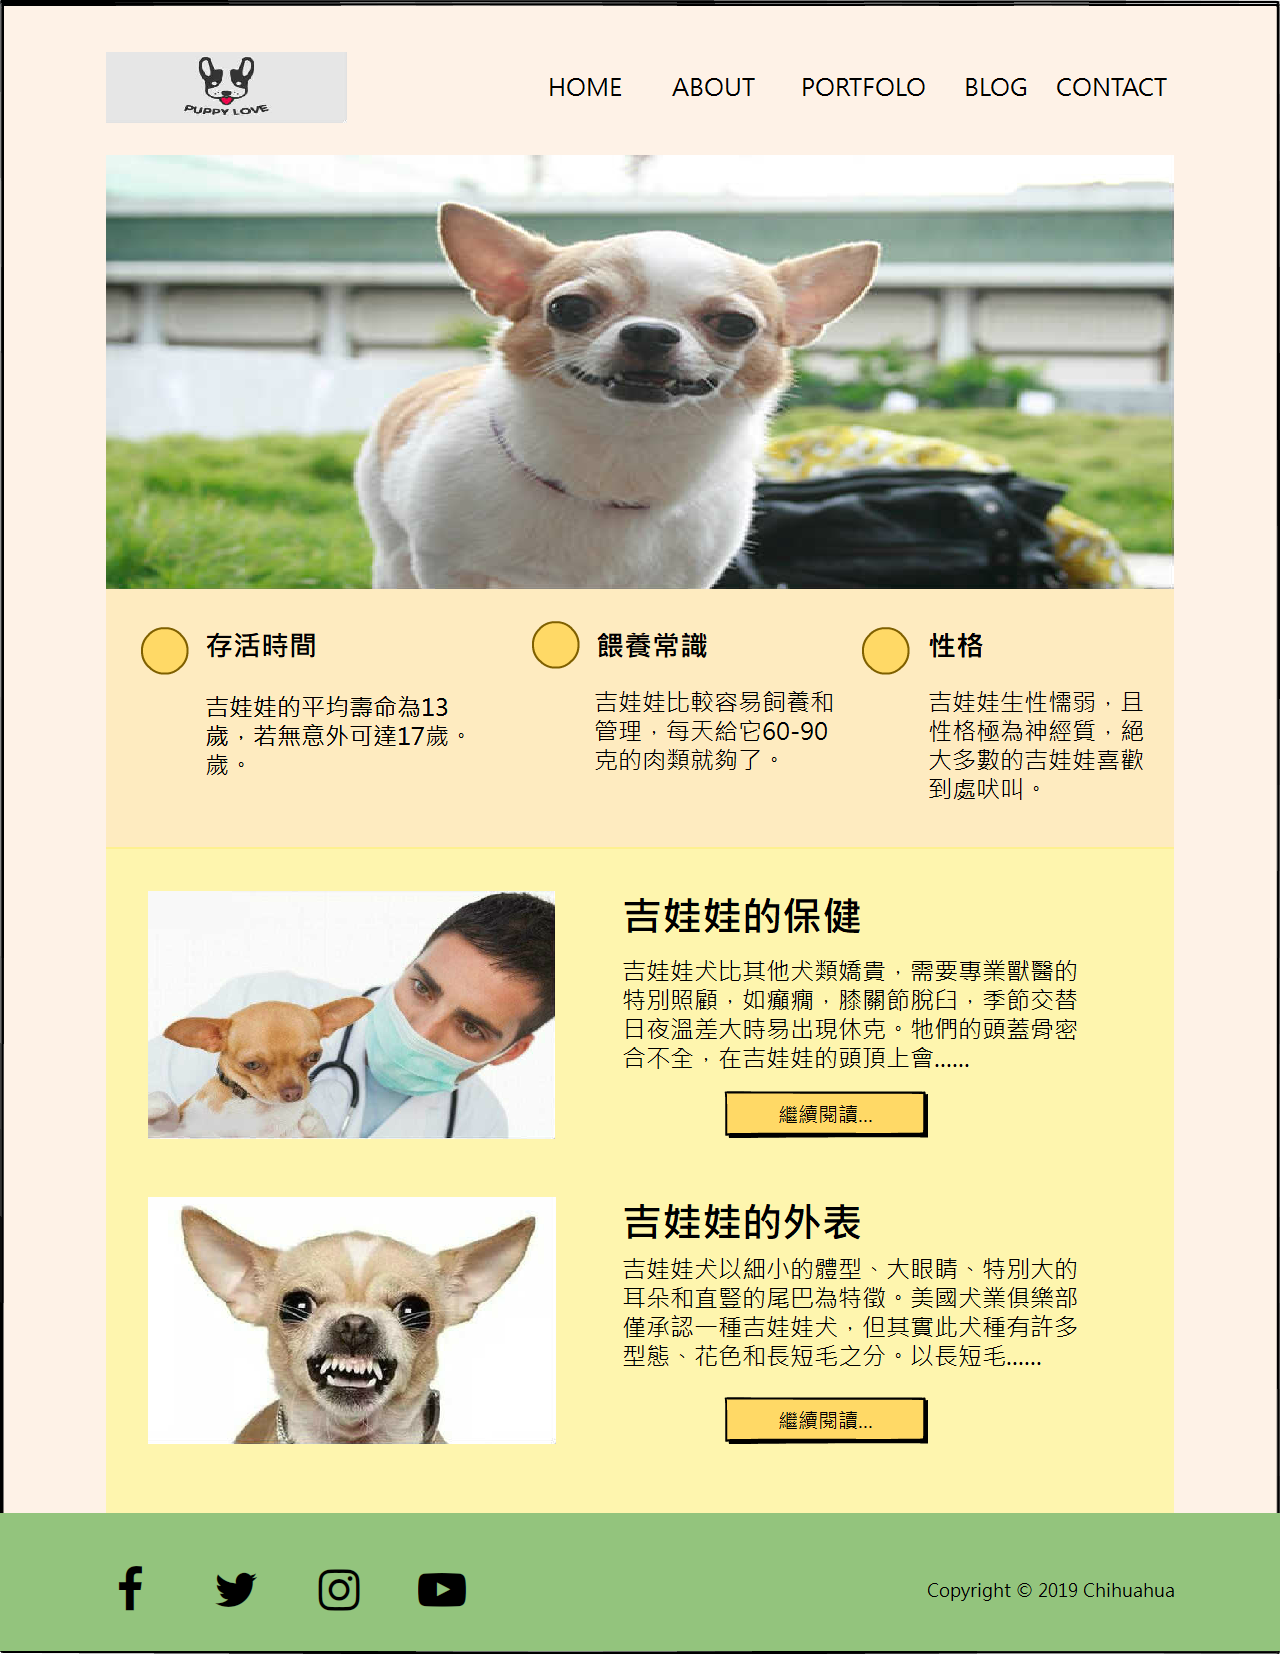 PUPPY LOVE
HOME ABOUT PORTFOLO BLOG CONTACT
存活時間
吉娃娃的平均壽命為13
歲，若無意外可達17歲。
歲。
餵養常識
吉娃娃比較容易飼養和
管理，每天給它60-90
克的肉類就夠了。
性格
吉娃娃生性懦弱，且
性格極為神經質，絕
大多數的吉娃娃喜歡
到處吠叫。
吉娃娃的保健
吉娃娃犬比其他犬類嬌貴，需要專業獸醫的
特別照顧，如癲癇，膝關節脫臼，季節交替
日夜溫差大時易出現休克。牠們的頭蓋骨密
合不全，在吉娃娃的頭頂上會......
繼續閱讀...
吉娃娃的外表
吉娃娃犬以細小的體型、大眼睛、特別大的
耳朵和直豎的尾巴為特徵。美國犬業俱樂部
僅承認一種吉娃娃犬，但其實此犬種有許多
型態、花色和長短毛之分。以長短毛......
繼續閱讀...
Copyright © 2019 Chihuahua